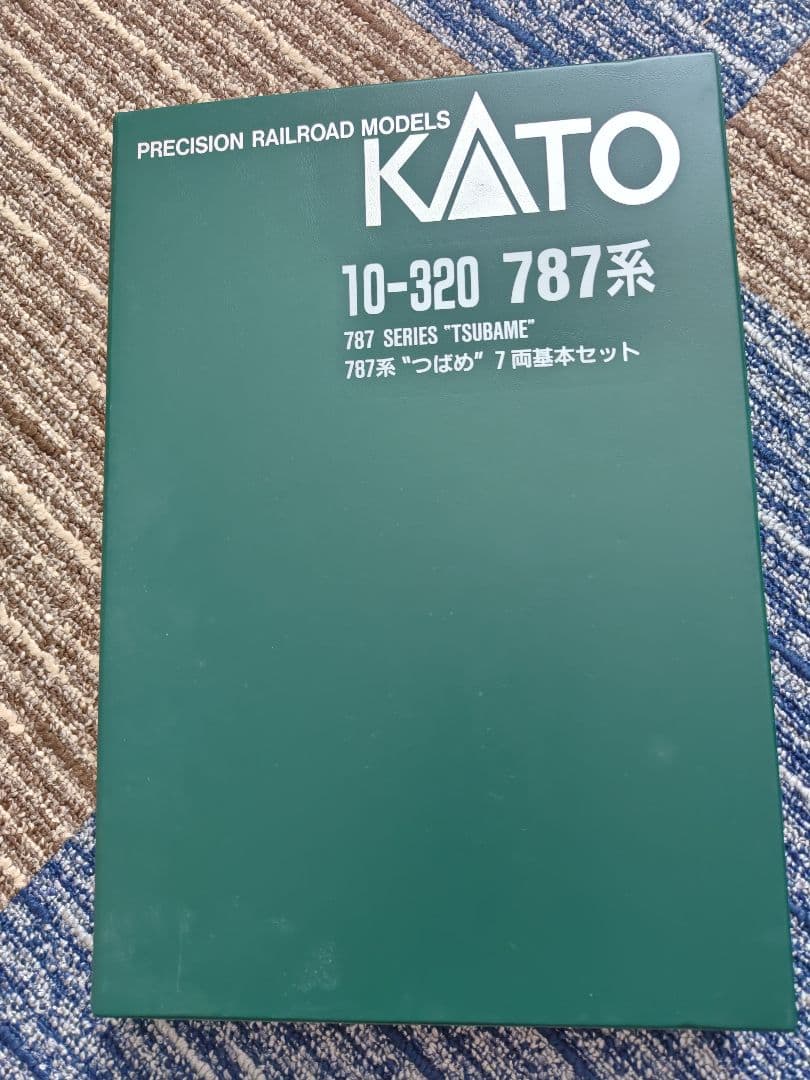 PRECISION RAILROAD MODELS
KATO
10-320 787系
787 SERIES "TSUBAME"
787系 〝つばめ〞 7両基本セット